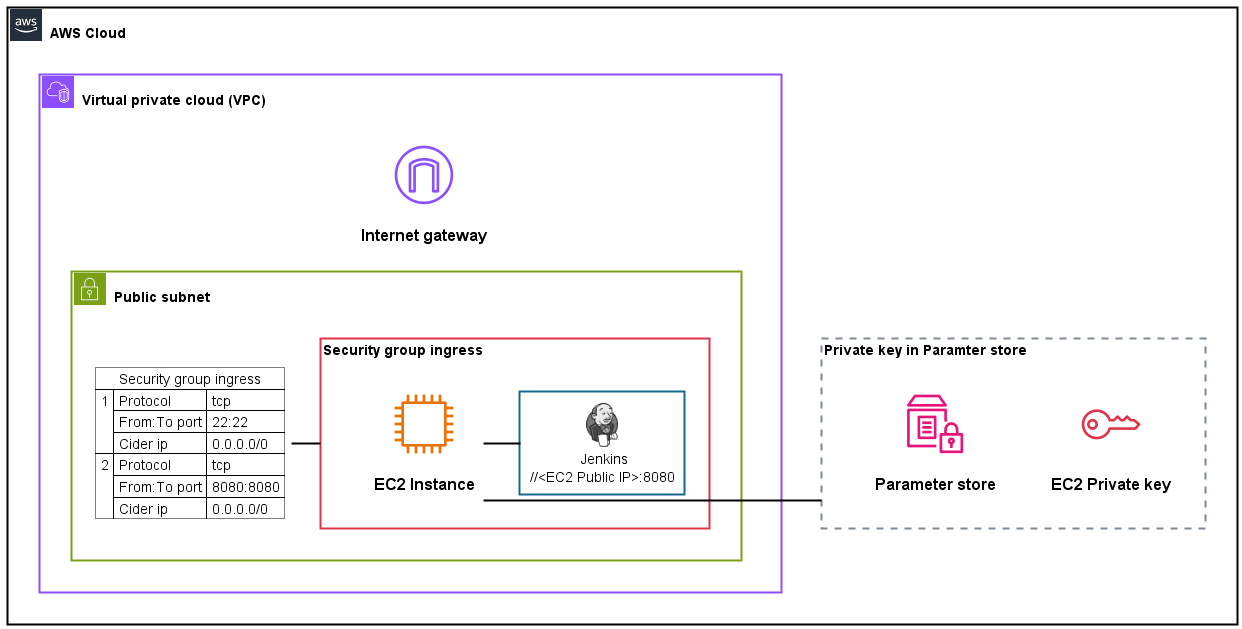 aws
AWS Cloud
Virtual private cloud (VPC)
Internet gateway
Public subnet
Security group ingress
1 Protocol tcp
From:To port 22:22
Cider ip 0.0.0.0/0
2 Protocol tcp
From:To port 8080:8080
Cider ip 0.0.0.0/0
Security group ingress
EC2 Instance
Jenkins
//<EC2 Public IP>:8080
Private key in Paramter store
Parameter store
EC2 Private key